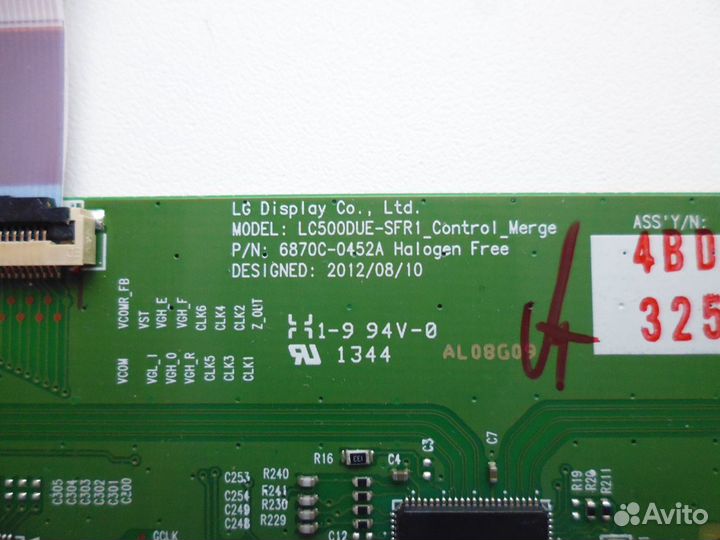 LG Display Co., Ltd.
MODEL: LC500DUE-SFR1_Control_Merge
P/N: 6870C-0452A Halogen Free
DESIGNED: 2012/08/10
ASS'Y/N:
4BD
325
VCOMR_FB
VST
VGH_E
VGH_F
CLK6
CLK4
CLK2
Z_OUT
VCOM
VGL_I
VGH_O
VGH_R
CLK5
CLK3
CLK1
1-9 94V-0
1344
AL08G09
R16
133
C4
C3
C7
C253
R240
C254
R241
C249
R230
C248
R229
C12
R19
R20
R211
C305
C304
C303
C302
C301
C200
GCLK
Avito